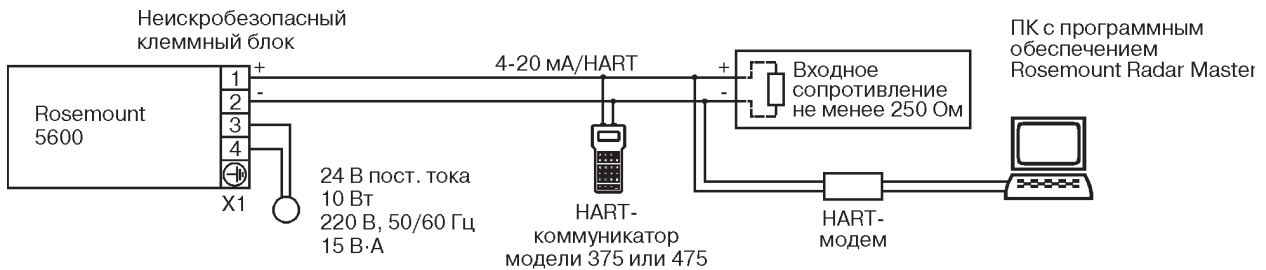 Неискробезопасный
клеммный блок
Rosemount
5600
1
2
3
4
+
-
X1
24 В пост. тока
10 Вт
220 В, 50/60 Гц
15 В·А
4-20 мА/HART
HART-
коммуникатор
модели 375 или 475
+
-
Входное
сопротивление
не менее 250 Ом
HART-
модем
ПК с программным
обеспечением
Rosemount Radar Master